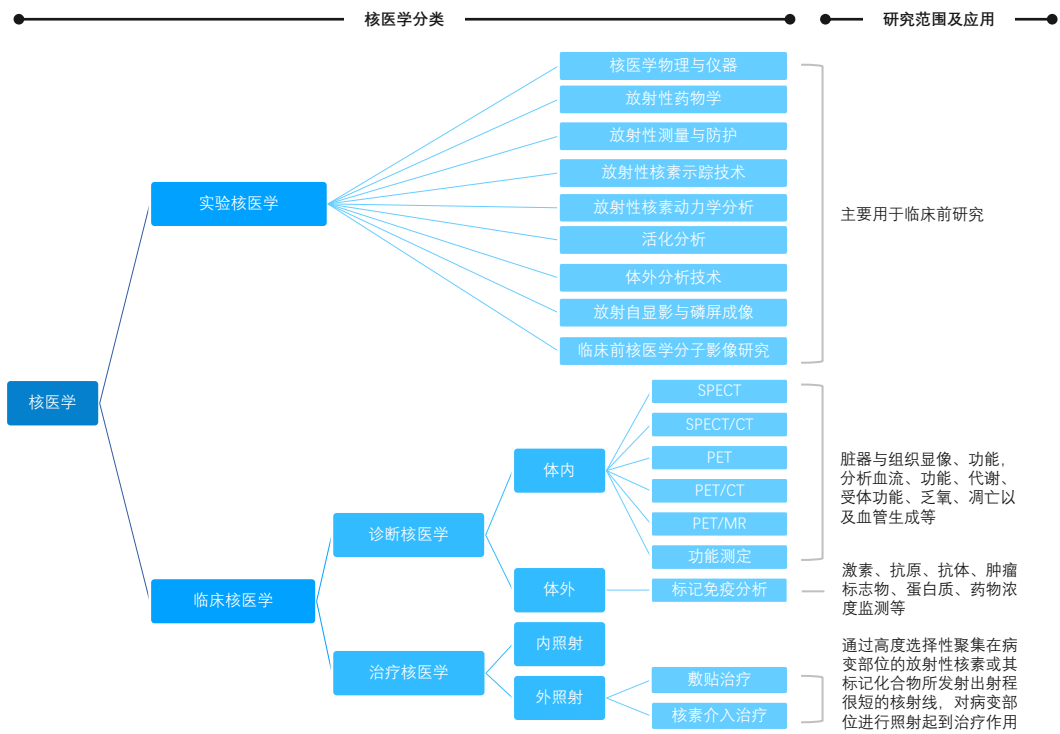 核医学分类
研究范围及应用
核医学
实验核医学
核医学物理与仪器
放射性药物学
放射性测量与防护
放射性核素示踪技术
放射性核素动力学分析
活化分析
体外分析技术
放射自显影与磷屏成像
临床前核医学分子影像研究
主要用于临床前研究
临床核医学
诊断核医学
体内
SPECT
SPECT/CT
PET
PET/CT
PET/MR
功能测定
脏器与组织显像、功能,
分析血流、功能、代谢、
受体功能、乏氧、凋亡以
及血管生成等
体外
标记免疫分析
激素、抗原、抗体、肿瘤
标志物、蛋白质、药物浓
度监测等
治疗核医学
内照射
外照射
敷贴治疗
核素介入治疗
通过高度选择性聚集在病
变部位的放射性核素或其
标记化合物所发射出射程
很短的核射线，对病变部
位进行照射起到治疗作用